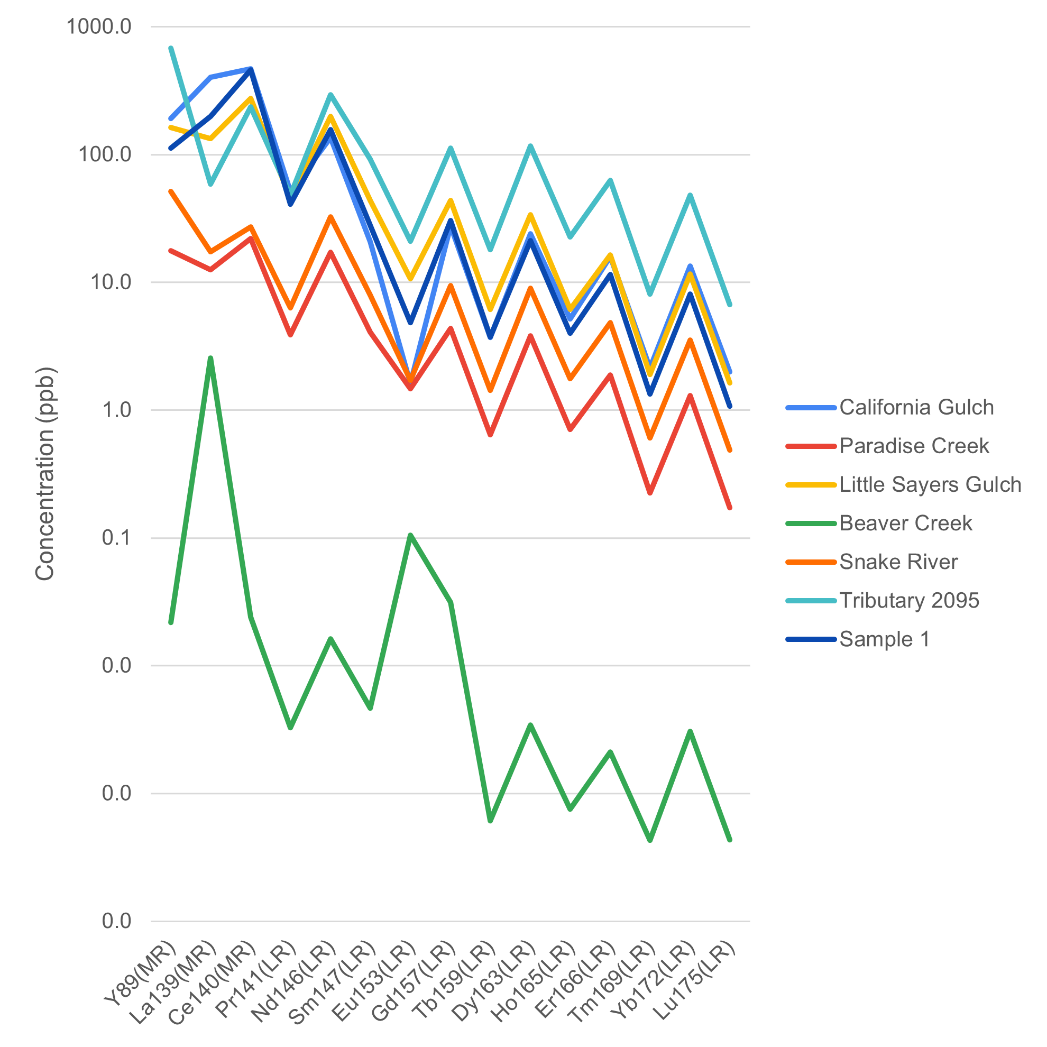 1000.0
100.0
10.0
1.0
0.1
0.0
0.0
0.0
Concentration (ppb)
Y89(MR)
La139(MR)
Ce140(MR)
Pr141(LR)
Nd146(LR)
Sm147(LR)
Eu153(LR)
Gd157(LR)
Tb159(LR)
Dy163(LR)
Ho165(LR)
Er166(LR)
Tm169(LR)
Yb172(LR)
Lu175(LR)
California Gulch
Paradise Creek
Little Sayers Gulch
Beaver Creek
Snake River
Tributary 2095
Sample 1